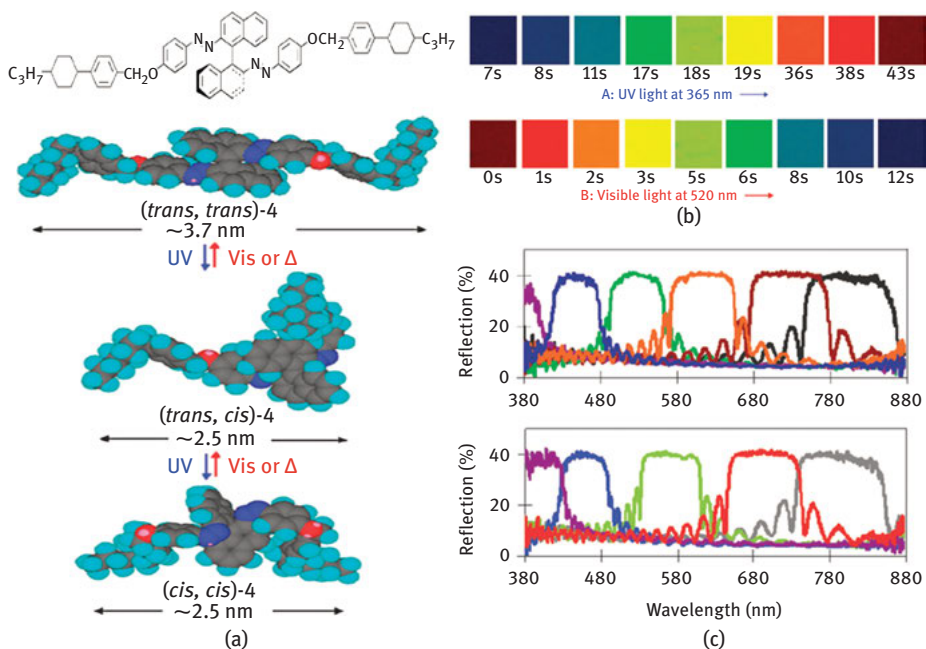 C₃H₇
CH₂O
N
N
N
N
OCH₂
C₃H₇
(trans, trans)-4
~3.7 nm
UV
Vis or Δ
(trans, cis)-4
~2.5 nm
UV
Vis or Δ
(cis, cis)-4
~2.5 nm
(a)
7s 8s 11s 17s 18s 19s 36s 38s 43s
A: UV light at 365 nm
0s 1s 2s 3s 5s 6s 8s 10s 12s
B: Visible light at 520 nm
(b)
Reflection (%)
40
20
0
380 480 580 680 780 880
Reflection (%)
40
20
0
380 480 580 680 780 880
Wavelength (nm)
(c)